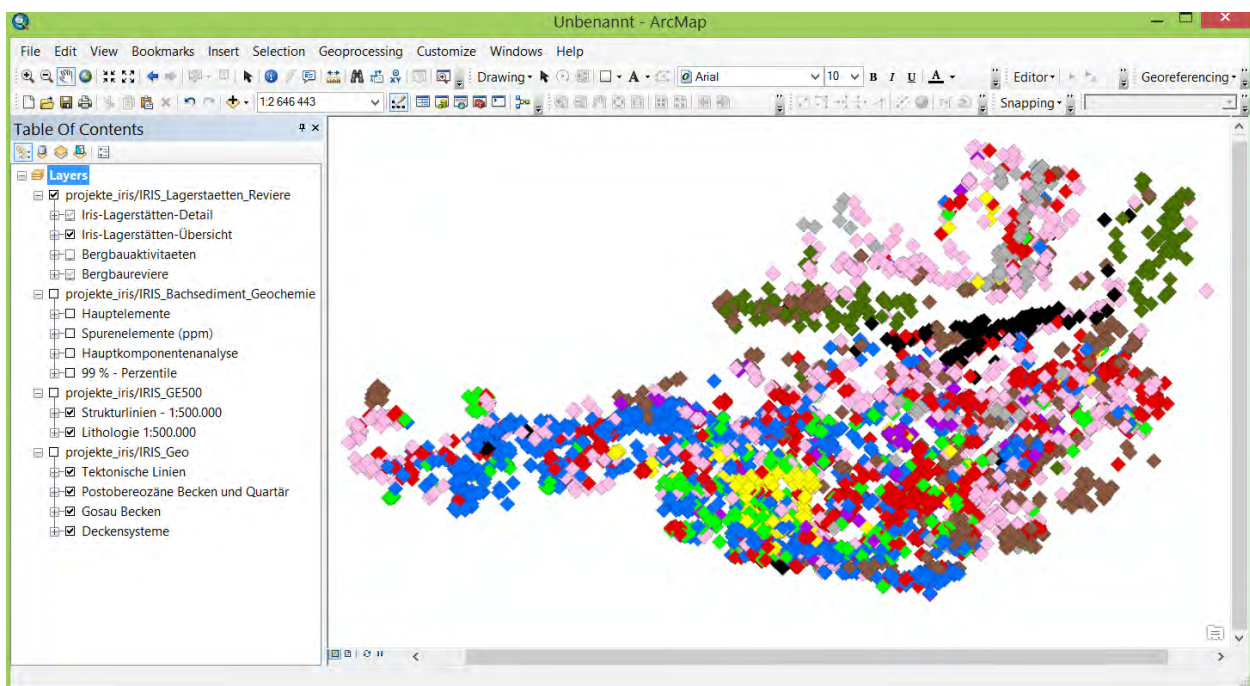 Unbenannt - ArcMap
File Edit View Bookmarks Insert Selection Geoprocessing Customize Windows Help
Drawing A Arial 10 B I U A Editor Georeferencing
1:2 646 443 Snapping
Table Of Contents
Layers
projekte_iris/IRIS_Lagerstaetten_Reviere
Iris-Lagerstätten-Detail
Iris-Lagerstätten-Übersicht
Bergbauaktivitaeten
Bergbaureviere
projekte_iris/IRIS_Bachsediment_Geochemie
Hauptelemente
Spurenelemente (ppm)
Hauptkomponentenanalyse
99 % - Perzentile
projekte_iris/IRIS_GE500
Strukturlinien - 1:500.000
Lithologie 1:500.000
projekte_iris/IRIS_Geo
Tektonische Linien
Postobereozäne Becken und Quartär
Gosau Becken
Deckensysteme